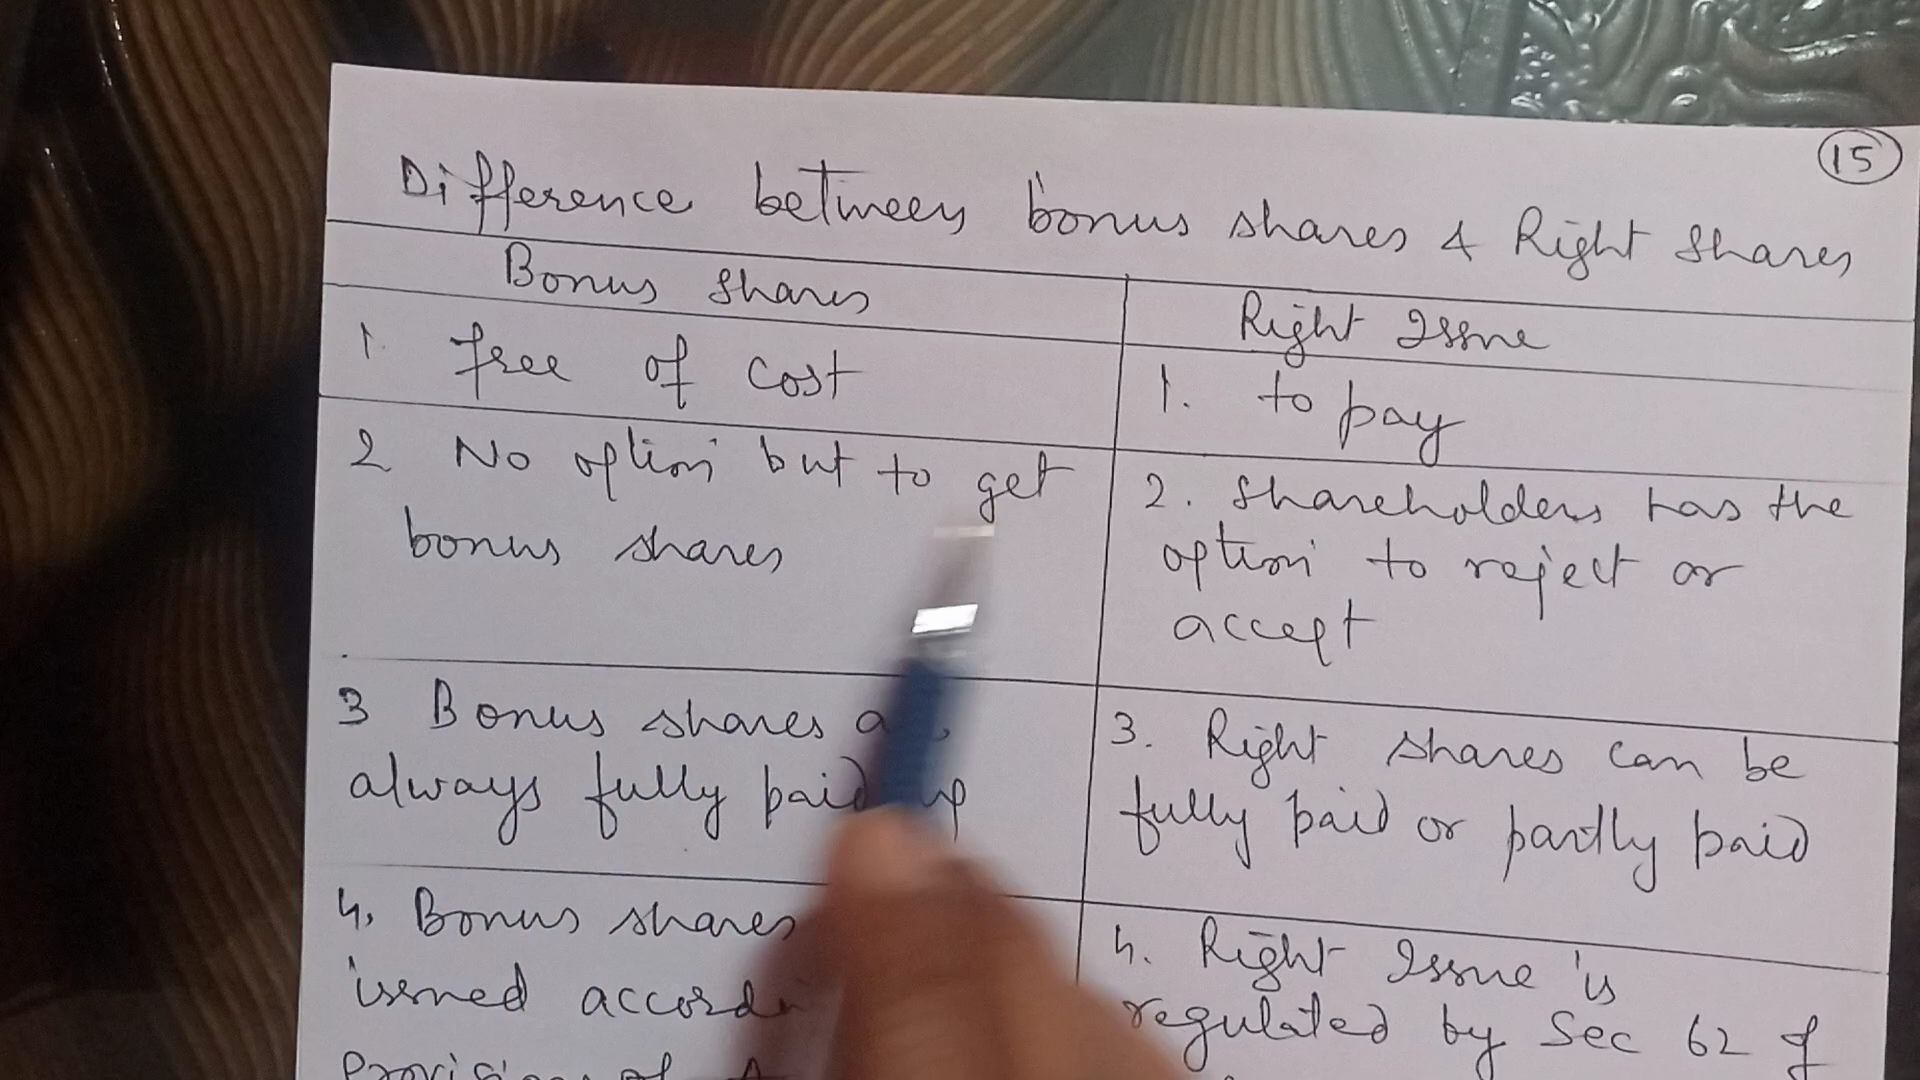 15
Difference between bonus shares & Right Shares
Bonus Shares
Right Issue
1. free of cost
1. to pay
2 No option but to get
bonus shares
2. Shareholders has the
option to reject or
accept
3 Bonus shares
always fully paid up
3. Right shares can be
fully paid or partly paid
4. Bonus shares
issued
4. Right Issue is
regulated by Sec 62 of